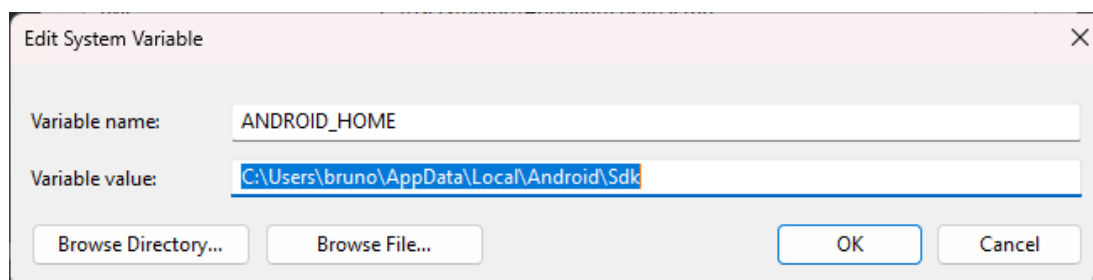 Edit System Variable
Variable name: ANDROID_HOME
Variable value: C:\Users\bruno\AppData\Local\Android\Sdk
Browse Directory... Browse File... OK Cancel